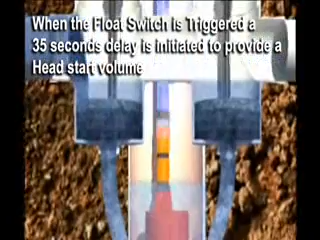 When the Float Switch is Triggered a
35 seconds delay is initiated to provide a
Head start volume